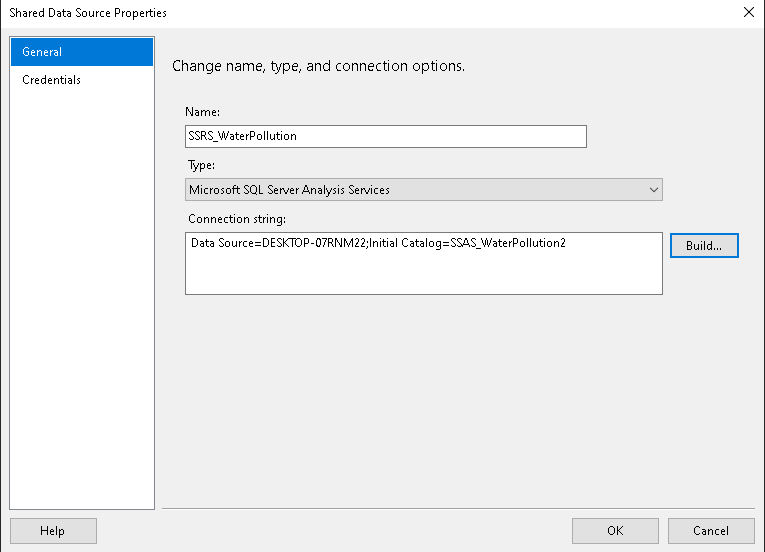 Shared Data Source Properties
General
Credentials
Change name, type, and connection options.
Name:
SSRS_WaterPollution
Type:
Microsoft SQL Server Analysis Services
Connection string:
Data Source=DESKTOP-07RNM22;Initial Catalog=SSAS_WaterPollution2
Build...
Help
OK
Cancel